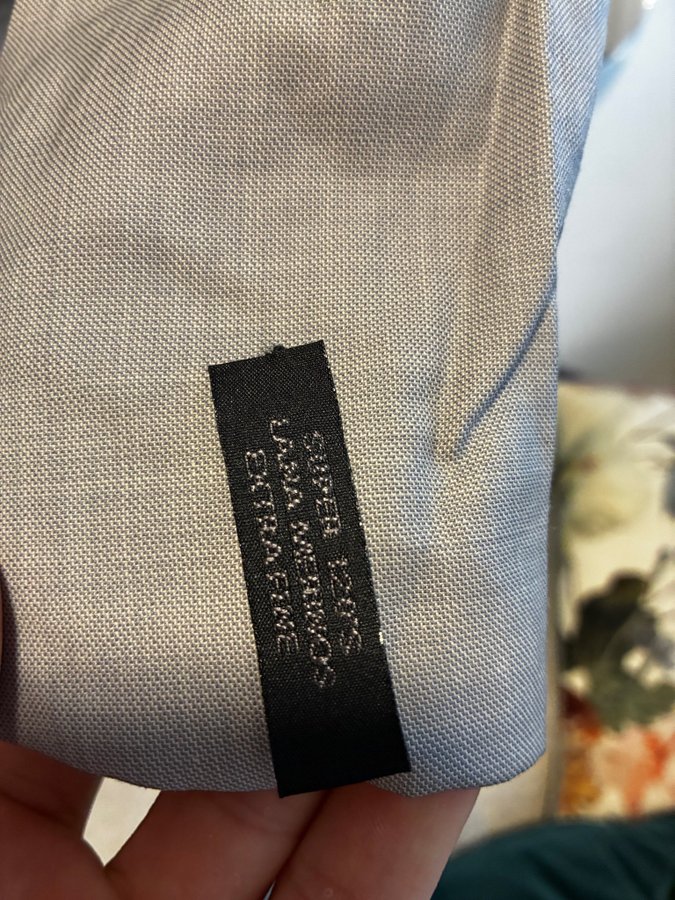 SUPER 120'S
LANA MERINOS
EXTRA FINE